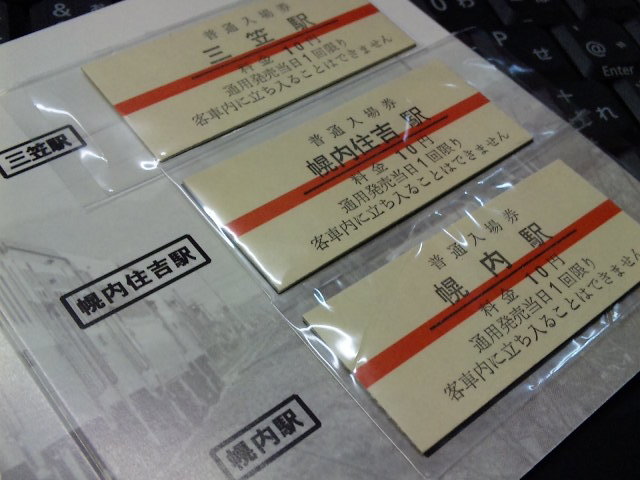 普通入場券
三笠駅
料金 10円
通用発売当日1回限り
客車内に立ち入ることはできません
三笠駅
普通入場券
幌内住吉駅
料金 10円
通用発売当日1回限り
客車内に立ち入ることはできません
幌内住吉駅
普通入場券
幌内駅
料金 10円
通用発売当日1回限り
客車内に立ち入ることはできません
幌内駅
&
お
P
せ
@
Enter
れ